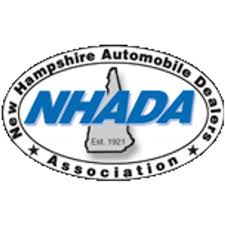 New Hampshire Automobile Dealers
NHADA
Est. 1921
★ Association ★